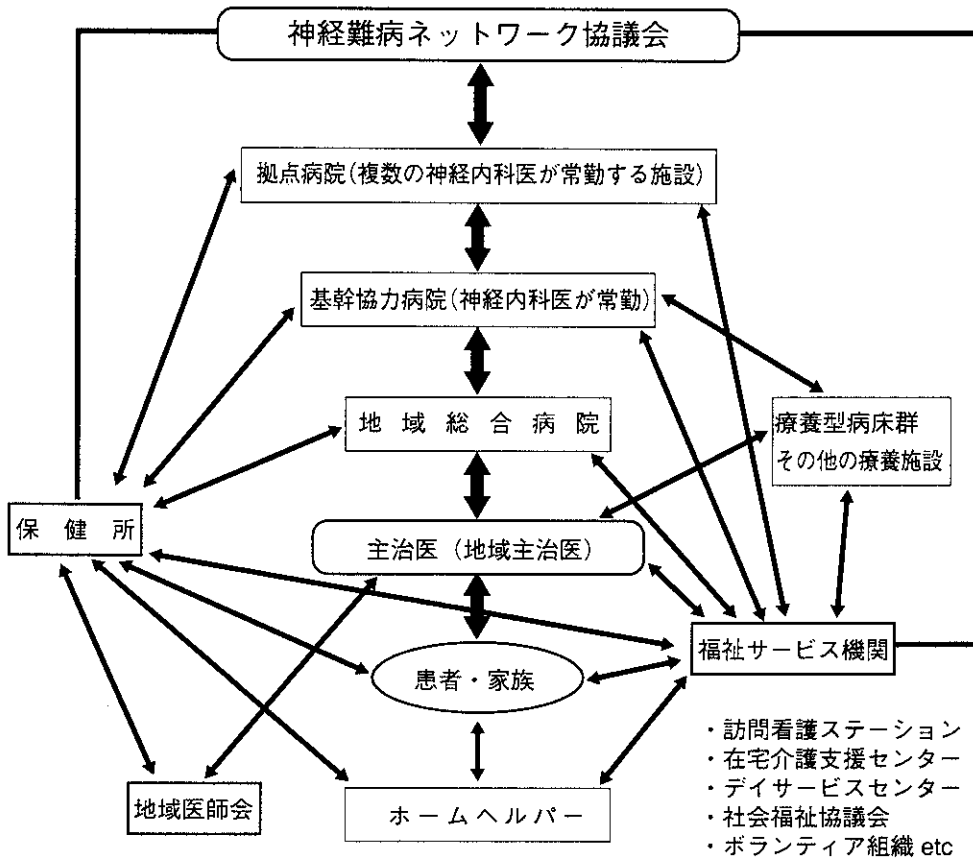 神経難病ネットワーク協議会
拠点病院(複数の神経内科医が常勤する施設)
基幹協力病院(神経内科医が常勤)
地域総合病院
療養型病床群
その他の療養施設
保健所
主治医(地域主治医)
福祉サービス機関
患者・家族
・訪問看護ステーション
・在宅介護支援センター
・デイサービスセンター
・社会福祉協議会
・ボランティア組織 etc
地域医師会
ホームヘルパー